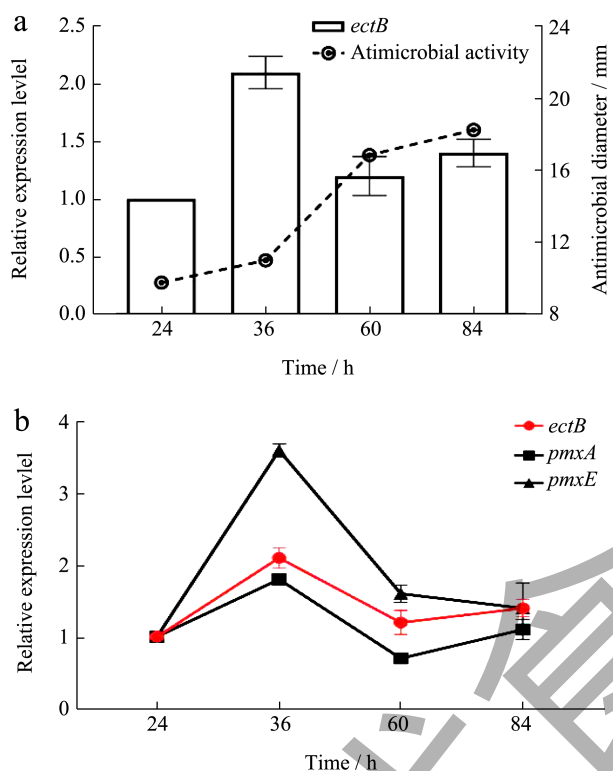 a
ectB
Atimicrobial activity
Relative expression levlel
2.5
2.0
1.5
1.0
0.5
0.0
24
20
16
12
8
Antimicrobial diameter / mm
24 36 60 84
Time / h
b
ectB
pmxA
pmxE
Relative expression levlel
4
3
2
1
0
24 36 60 84
Time / h